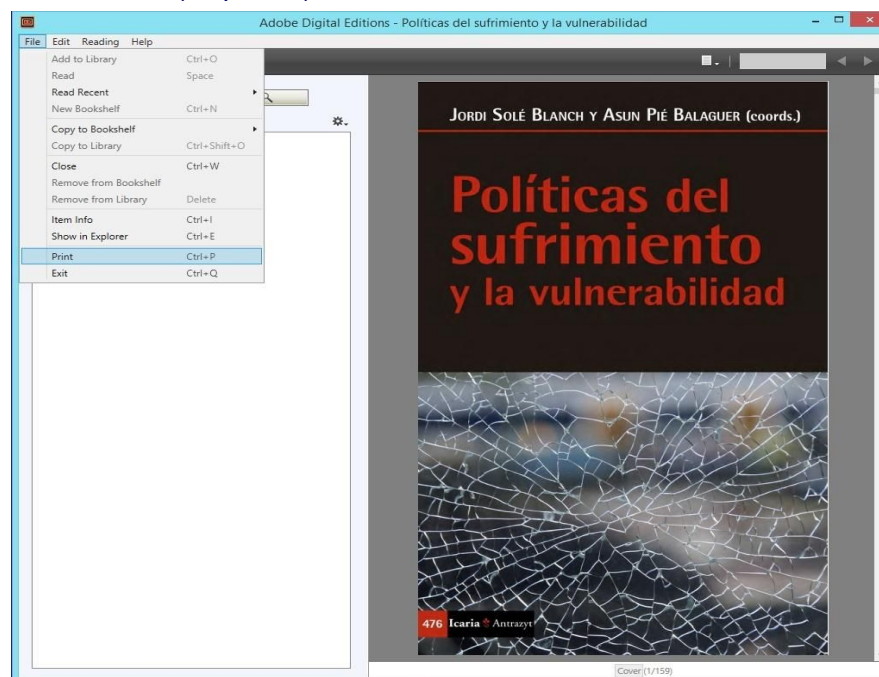 Adobe Digital Editions - Políticas del sufrimiento y la vulnerabilidad
File Edit Reading Help
Add to Library Ctrl+O
Read Space
Read Recent
New Bookshelf Ctrl+N
Copy to Bookshelf
Copy to Library Ctrl+Shift+O
Close Ctrl+W
Remove from Bookshelf
Remove from Library Delete
Item Info Ctrl+I
Show in Explorer Ctrl+E
Print Ctrl+P
Exit Ctrl+Q
JORDI SOLÉ BLANCH Y ASUN PIÉ BALAGUER (coords.)
Políticas del
sufrimiento
y la vulnerabilidad
476 Icaria Antrazyt
Cover (1/159)